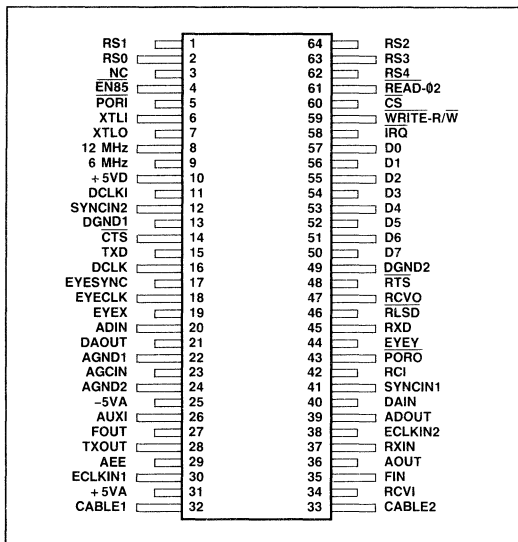 RS1 1 64 RS2
RS0 2 63 RS3
NC 3 62 RS4
EN85 4 61 READ-Φ2
PORI 5 60 CS
XTLI 6 59 WRITE-R/W
XTLO 7 58 IRQ
12 MHz 8 57 D0
6 MHz 9 56 D1
+5VD 10 55 D2
DCLKI 11 54 D3
SYNCIN2 12 53 D4
DGND1 13 52 D5
CTS 14 51 D6
TXD 15 50 D7
DCLK 16 49 DGND2
EYESYNC 17 48 RTS
EYECLK 18 47 RCVO
EYEX 19 46 RLSD
ADIN 20 45 RXD
DAOUT 21 44 EYEY
AGND1 22 43 PORO
AGCIN 23 42 RCI
AGND2 24 41 SYNCIN1
-5VA 25 40 DAIN
AUXI 26 39 ADOUT
FOUT 27 38 ECLKIN2
TXOUT 28 37 RXIN
AEE 29 36 AOUT
ECLKIN1 30 35 FIN
+5VA 31 34 RCVI
CABLE1 32 33 CABLE2